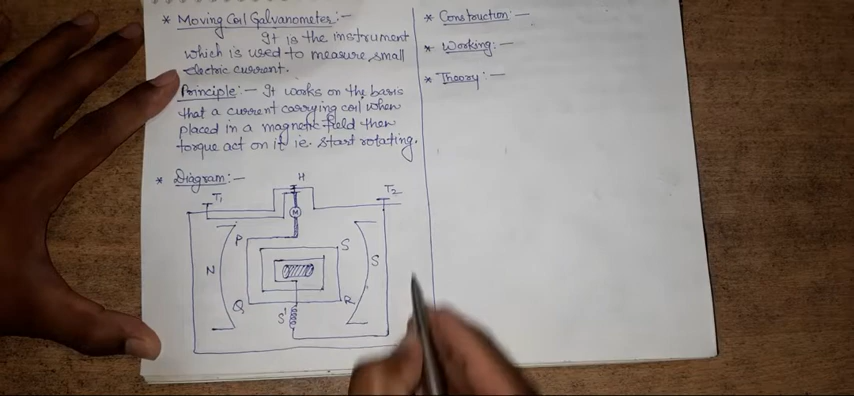 * Moving Coil Galvanometer:-
It is the instrument
which is used to measure small
electric current.
Principle:- It works on the basis
that a current carrying coil when
placed in a magnetic field then
torque act on it ie. start rotating.
* Diagram:-
H
T1
T2
M
P
S
N
S
Q
R
S'
* Construction:-
* Working:-
* Theory:-